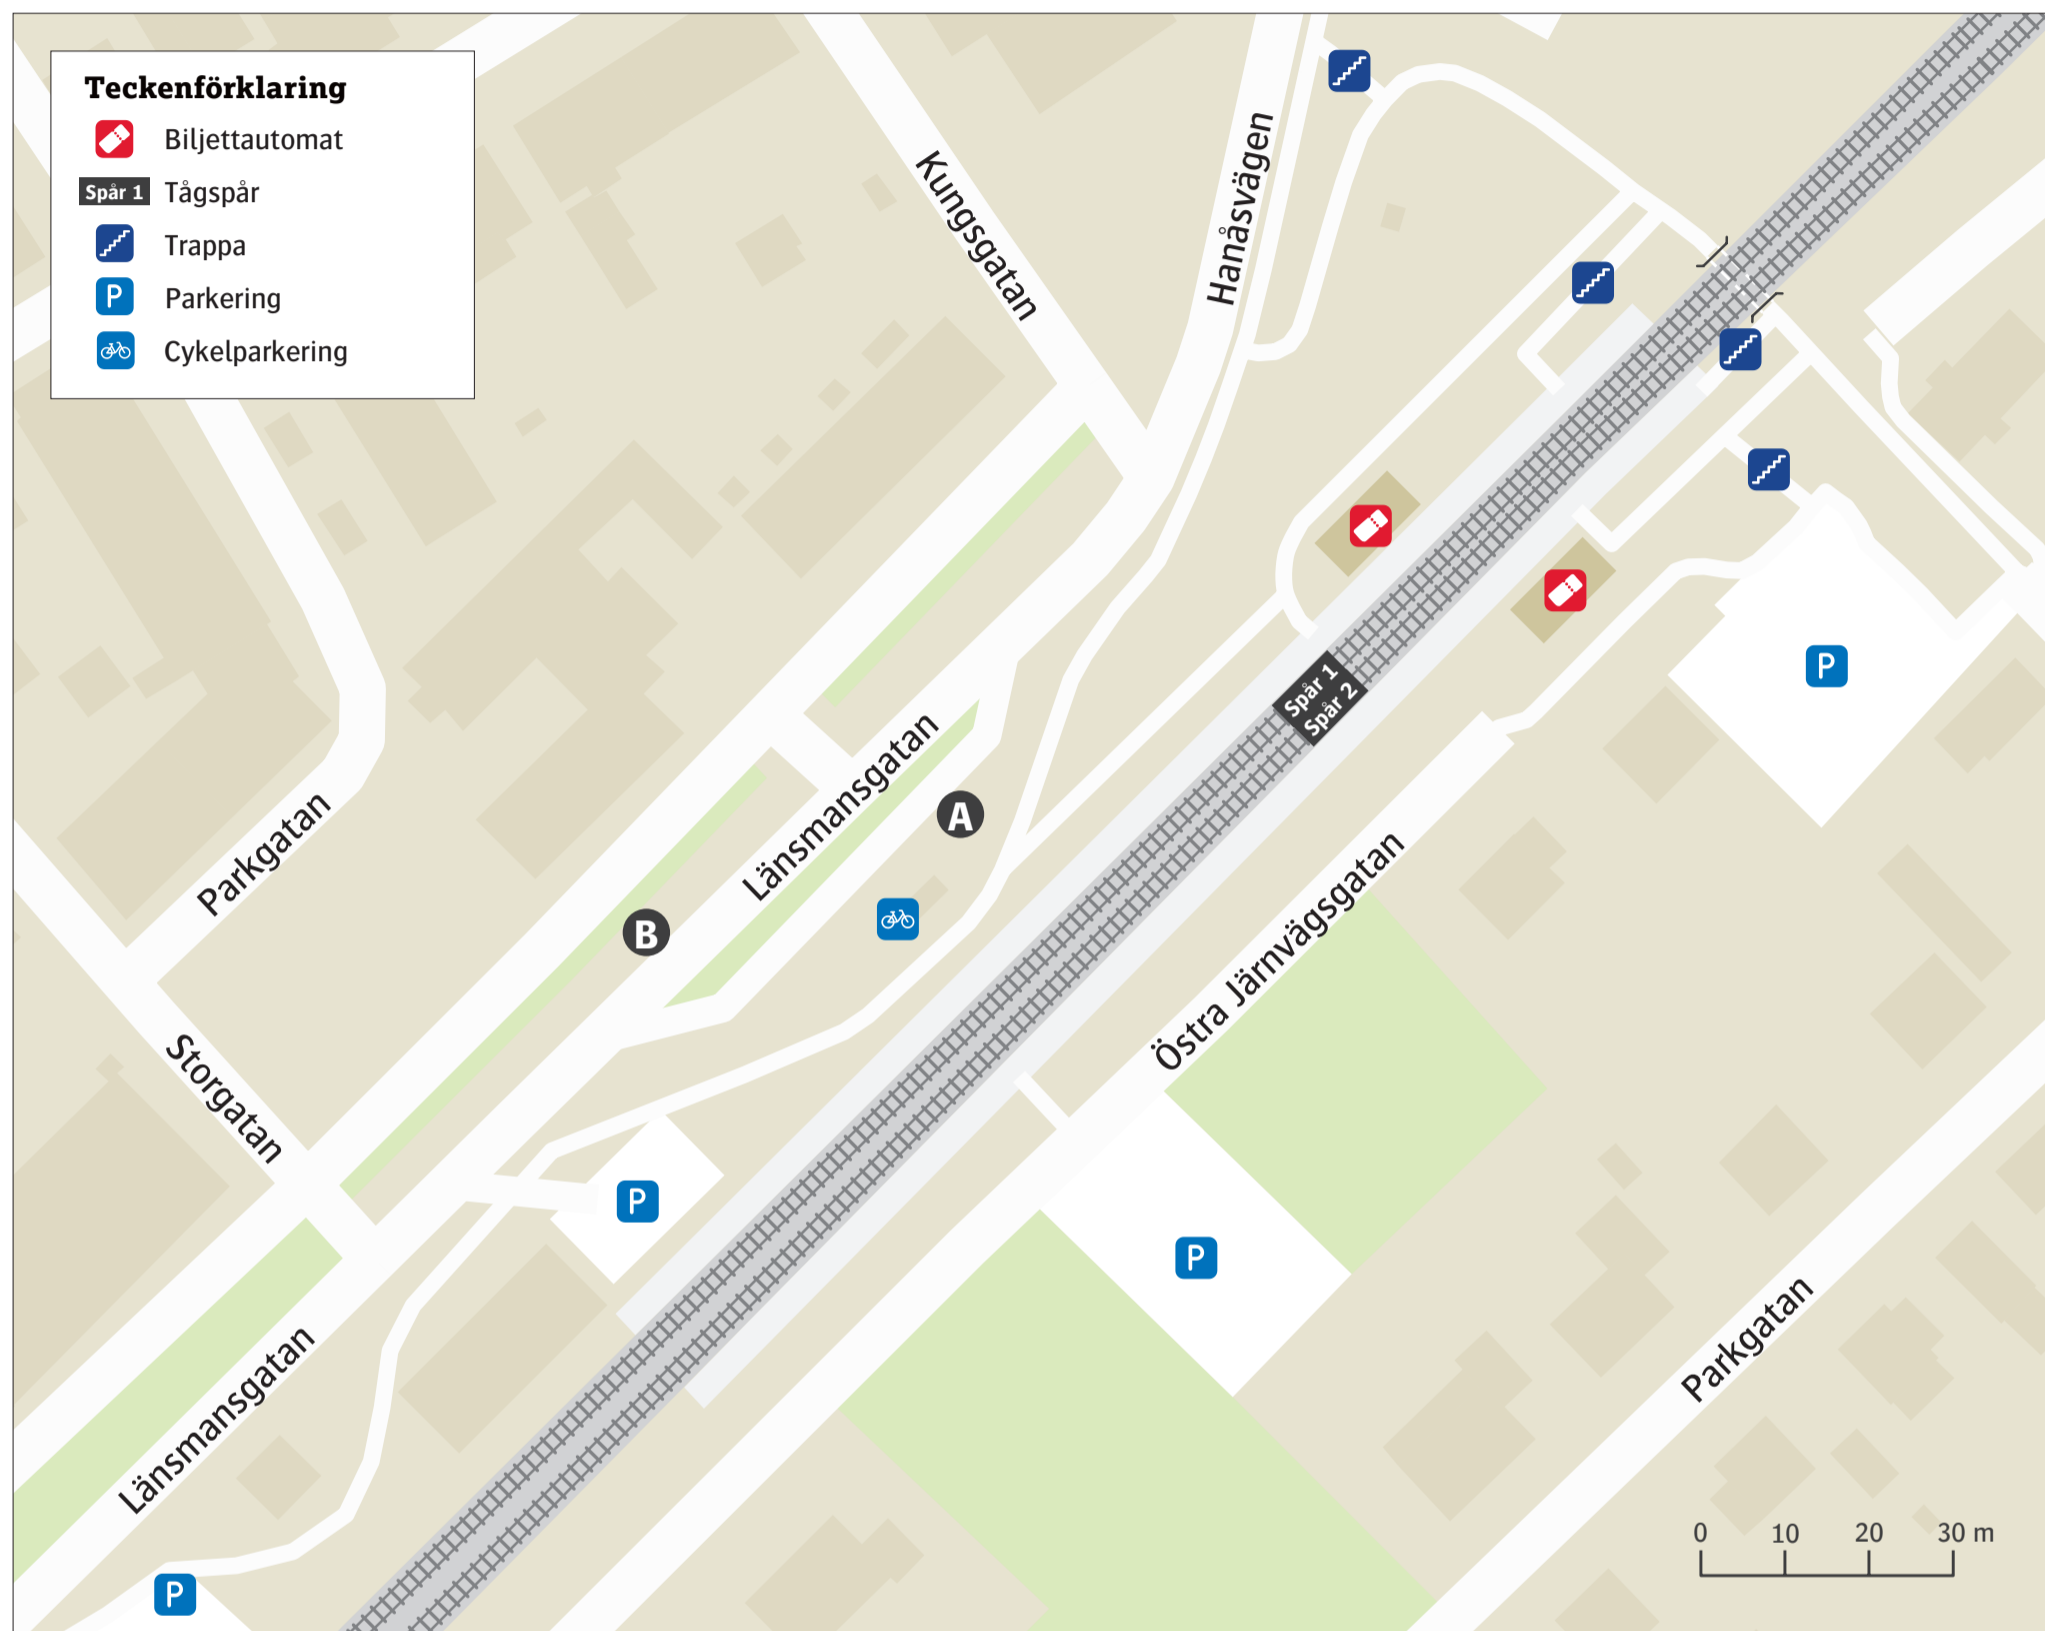 Teckenförklaring
Biljettautomat
Spår 1 Tågspår
Trappa
P Parkering
Cykelparkering
Kungsgatan
Hanåsvägen
Spår 1
Spår 2
P
Länsmansgatan
A
B
Parkgatan
Storgatan
Östra Järnvägsgatan
P
P
Länsmansgatan
Parkgatan
P
0 10 20 30 m